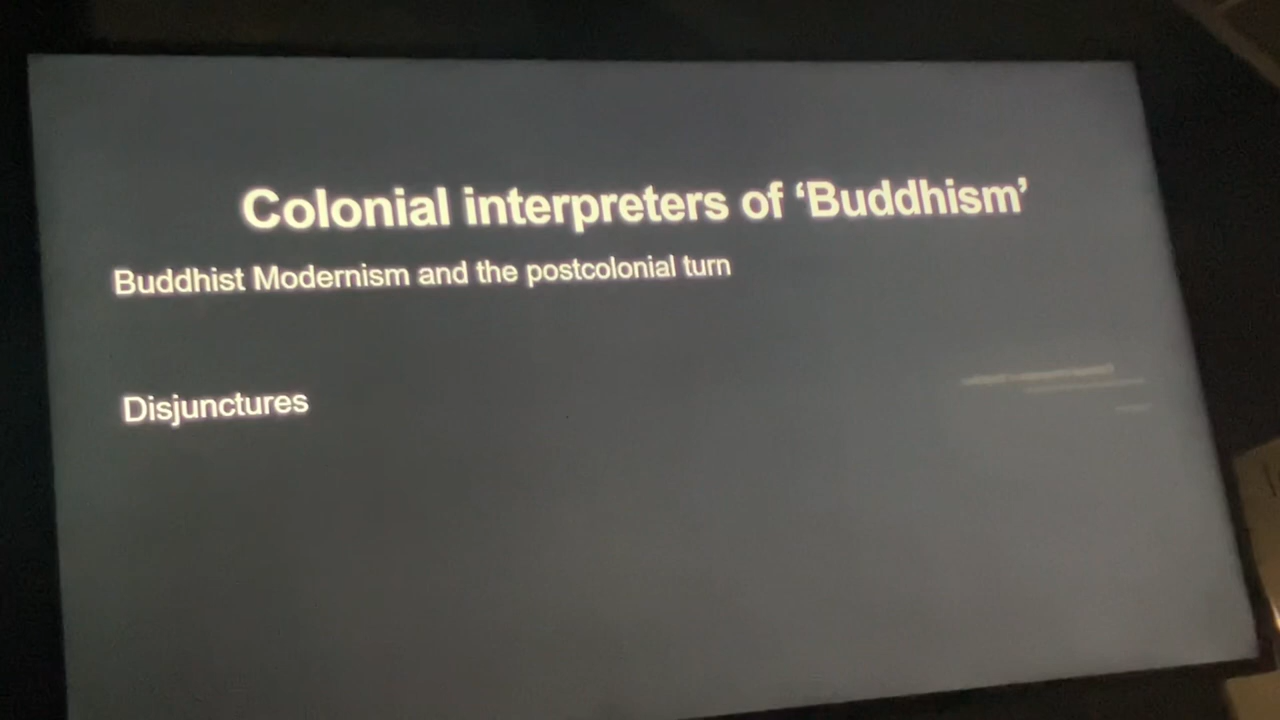 Colonial interpreters of ‘Buddhism’
Buddhist Modernism and the postcolonial turn
Disjunctures